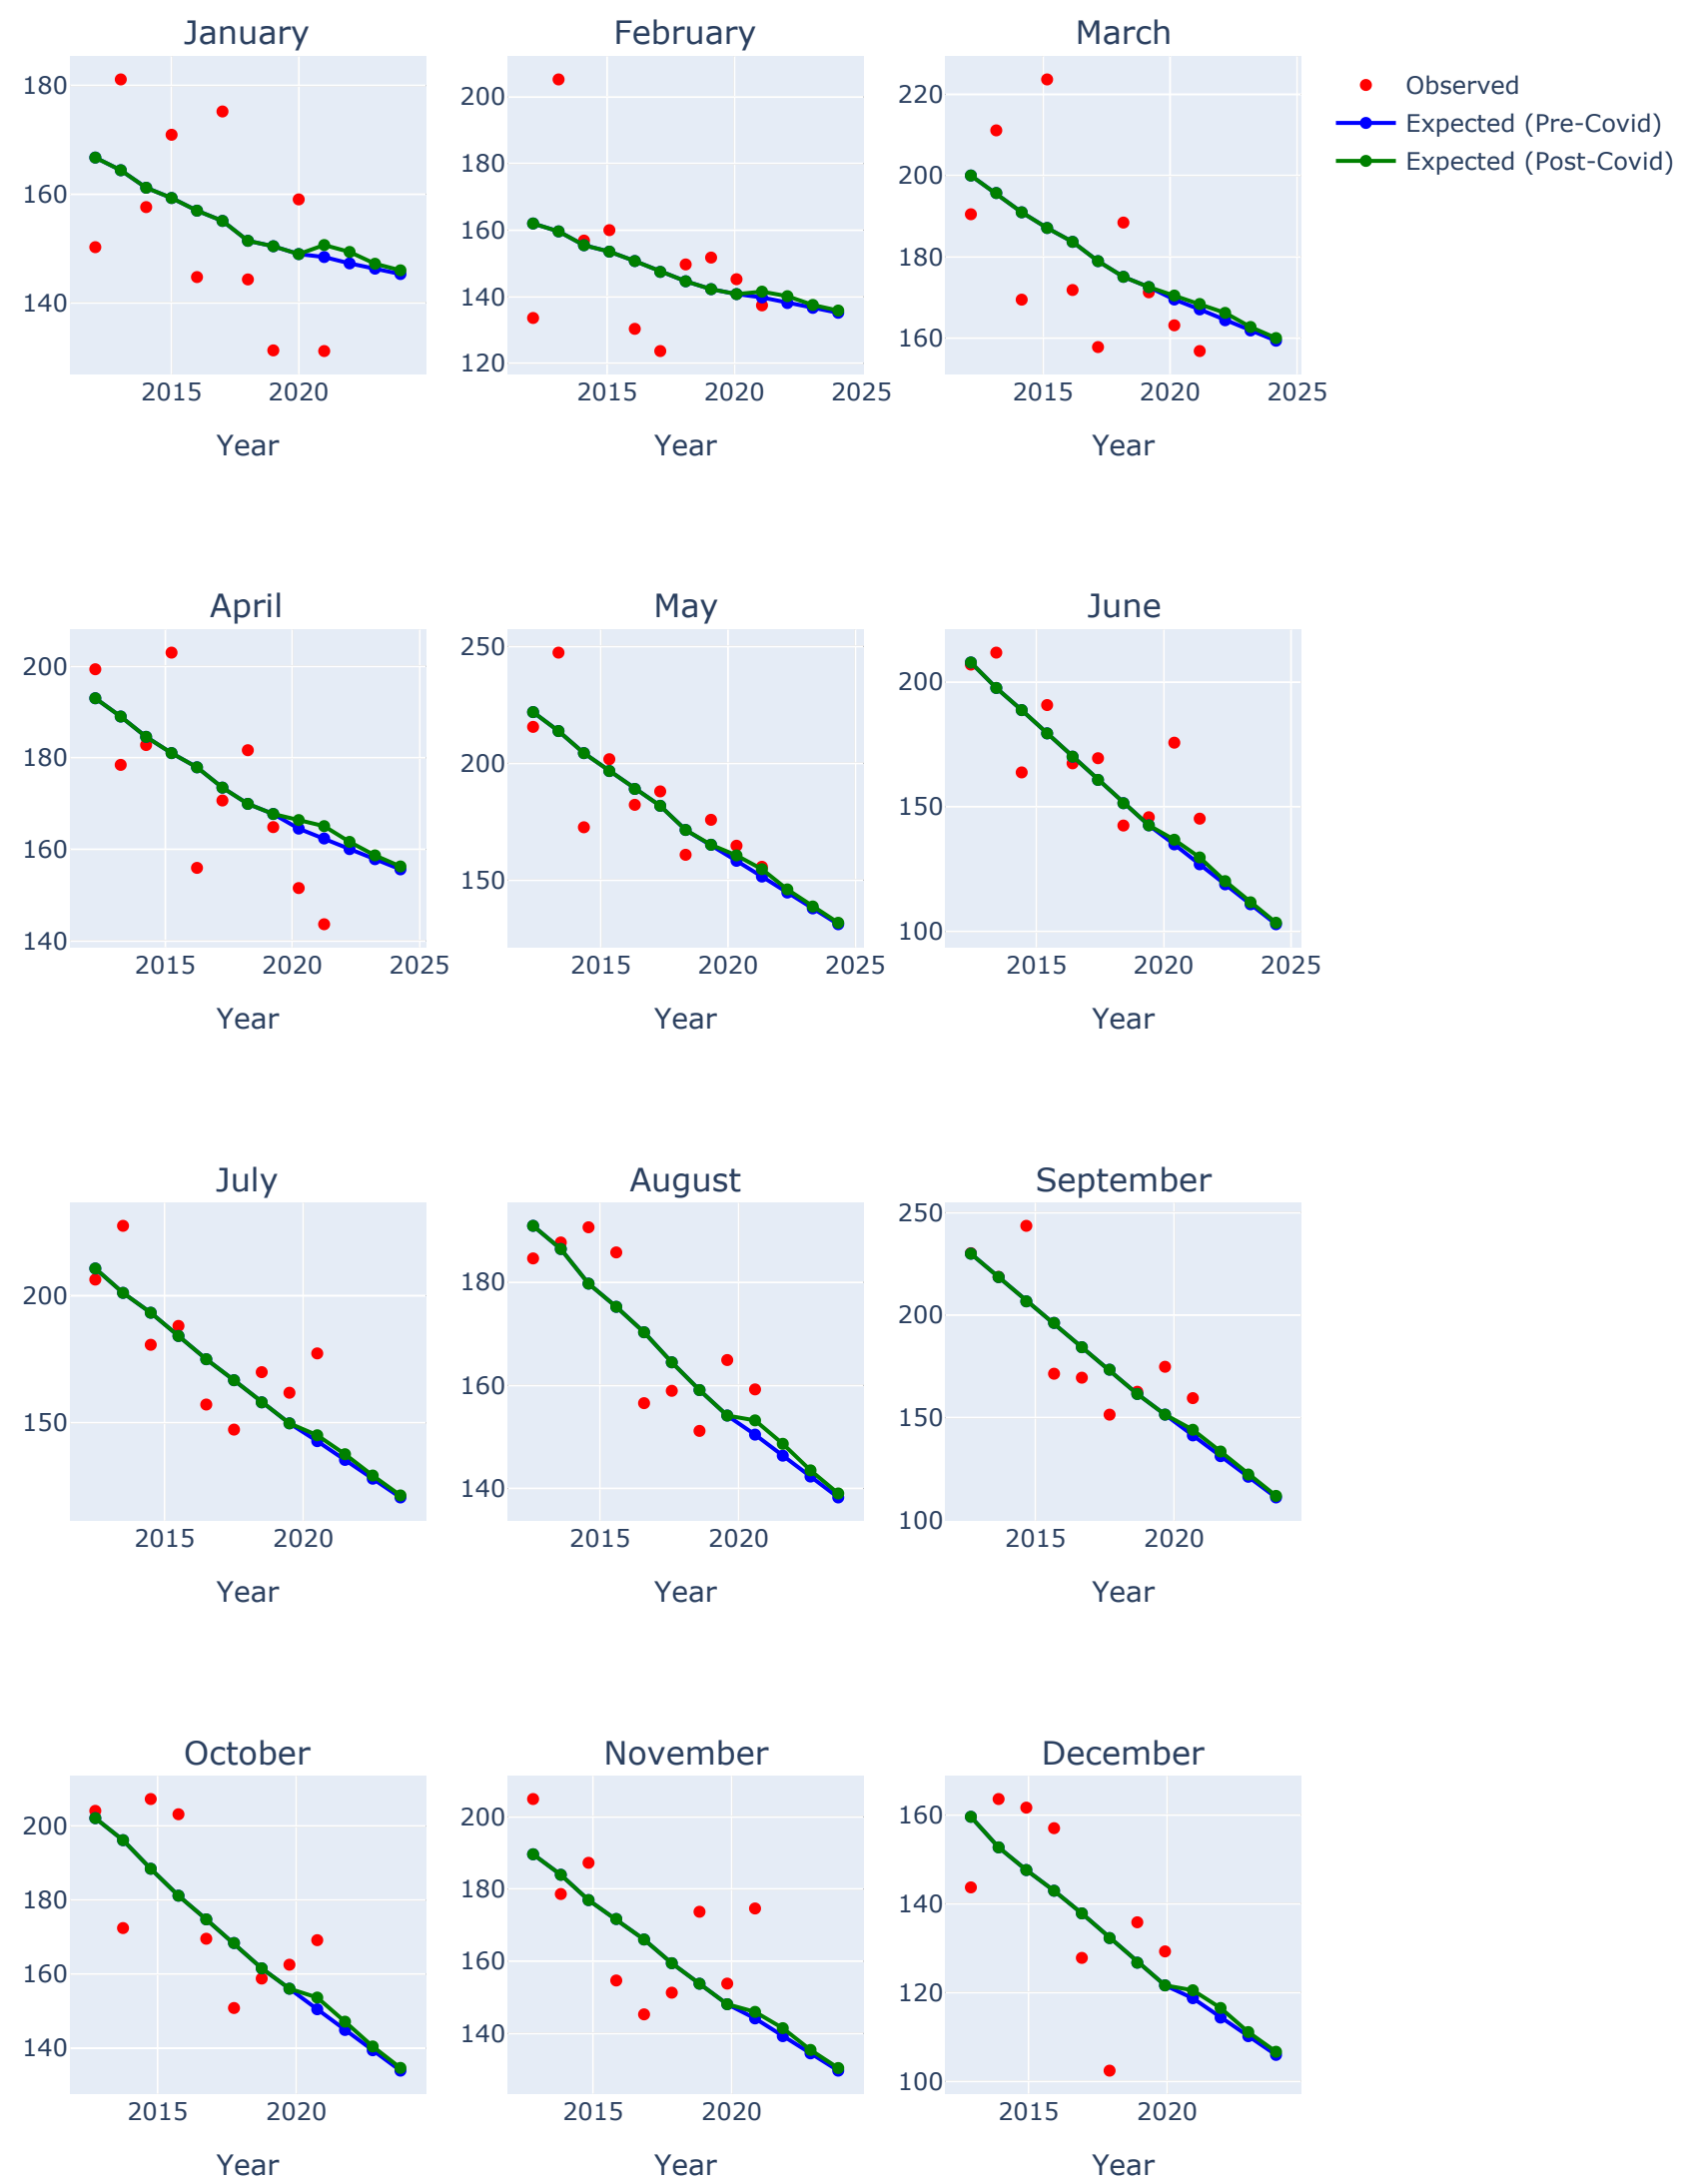 January
February
March
Observed
Expected (Pre-Covid)
Expected (Post-Covid)
180
160
140
200
180
160
140
120
220
200
180
160
2015 2020
2015 2020 2025
2015 2020 2025
Year
Year
Year
April
May
June
200
180
160
140
250
200
150
200
150
100
2015 2020 2025
2015 2020 2025
2015 2020 2025
Year
Year
Year
July
August
September
200
150
180
160
140
250
200
150
100
2015 2020
2015 2020
2015 2020
Year
Year
Year
October
November
December
200
180
160
140
200
180
160
140
160
140
120
100
2015 2020
2015 2020
2015 2020
Year
Year
Year